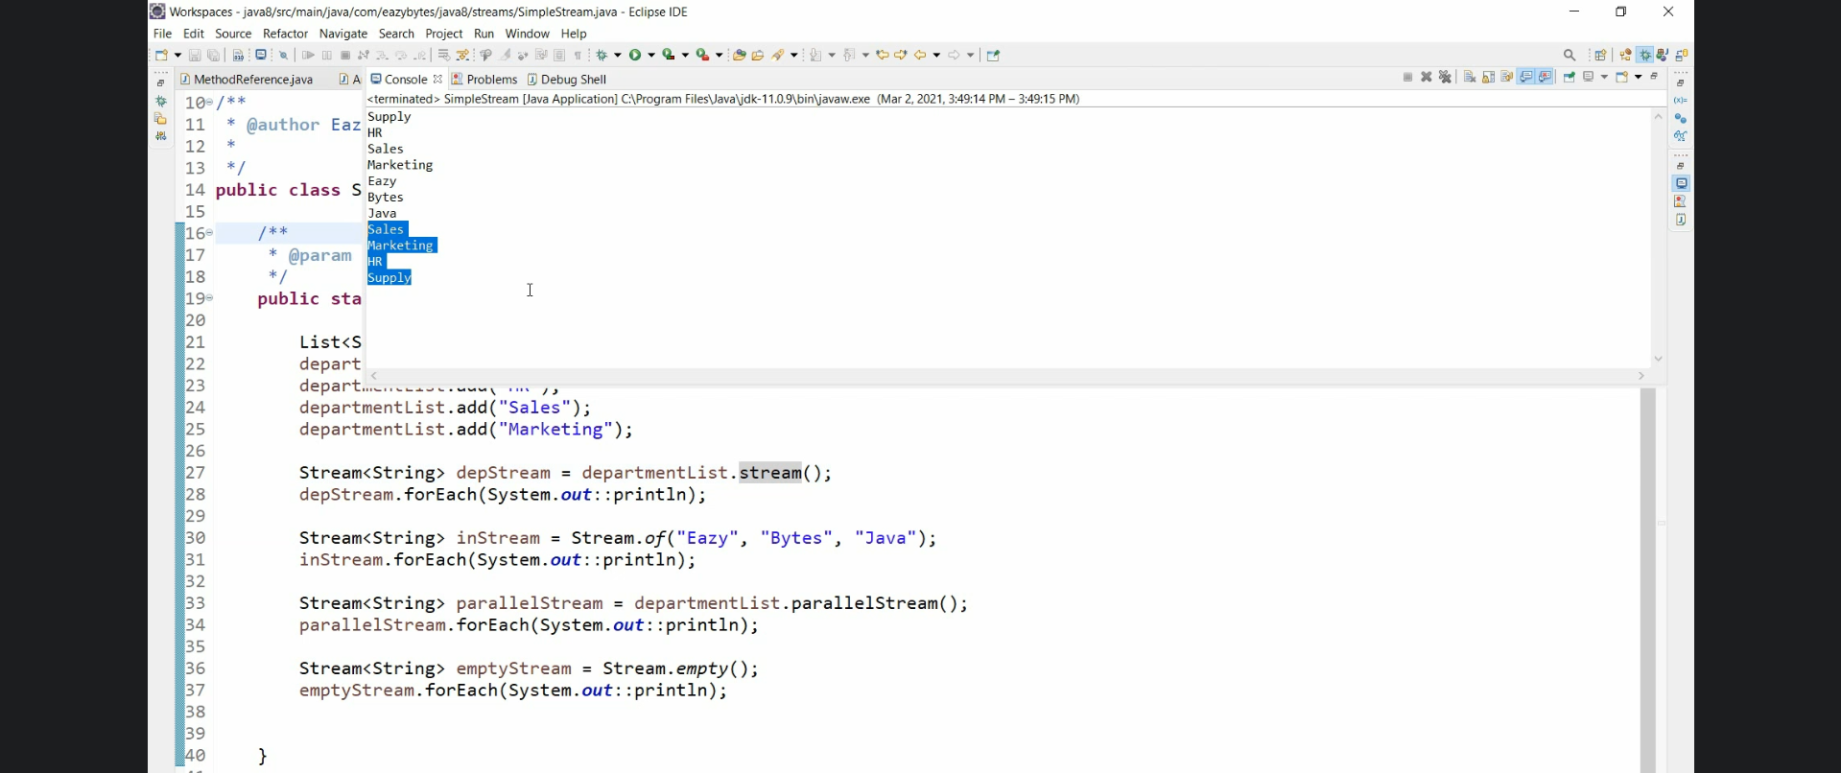 Workspaces - java8/src/main/java/com/eazybytes/java8/streams/SimpleStream.java - Eclipse IDE
File Edit Source Refactor Navigate Search Project Run Window Help
MethodReference.java A Console Problems Debug Shell
<terminated> SimpleStream [Java Application] C:\Program Files\Java\jdk-11.0.9\bin\javaw.exe (Mar 2, 2021, 3:49:14 PM – 3:49:15 PM)
Supply
HR
Sales
Marketing
Eazy
Bytes
Java
Sales
Marketing
HR
Supply
10 /**
11 * @author Eaz
12 *
13 */
14 public class S
15
16 /**
17 * @param
18 */
19 public sta
20
21 List<S
22 depart
23 departmentList.add("HR");
24 departmentList.add("Sales");
25 departmentList.add("Marketing");
26
27 Stream<String> depStream = departmentList.stream();
28 depStream.forEach(System.out::println);
29
30 Stream<String> inStream = Stream.of("Eazy", "Bytes", "Java");
31 inStream.forEach(System.out::println);
32
33 Stream<String> parallelStream = departmentList.parallelStream();
34 parallelStream.forEach(System.out::println);
35
36 Stream<String> emptyStream = Stream.empty();
37 emptyStream.forEach(System.out::println);
38
39
40 }